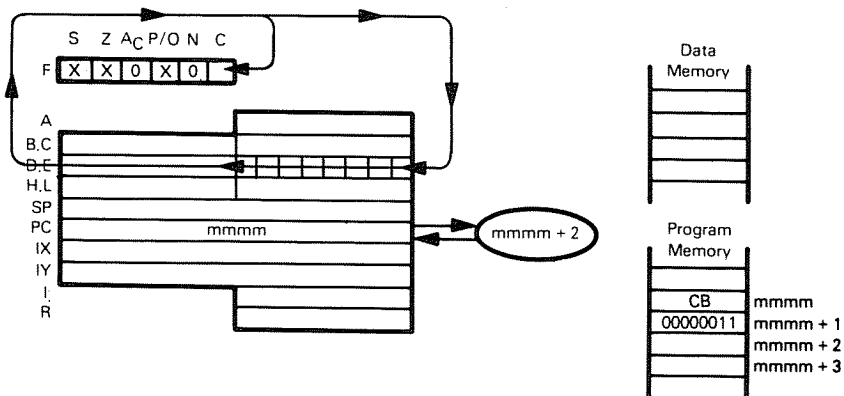 S Z AC P/O N C
F X X 0 X 0
A
B,C
D,E
H,L
SP
PC mmmm mmmm + 2
IX
IY
I
R
Data
Memory
Program
Memory
CB mmmm
00000011 mmmm + 1
mmmm + 2
mmmm + 3